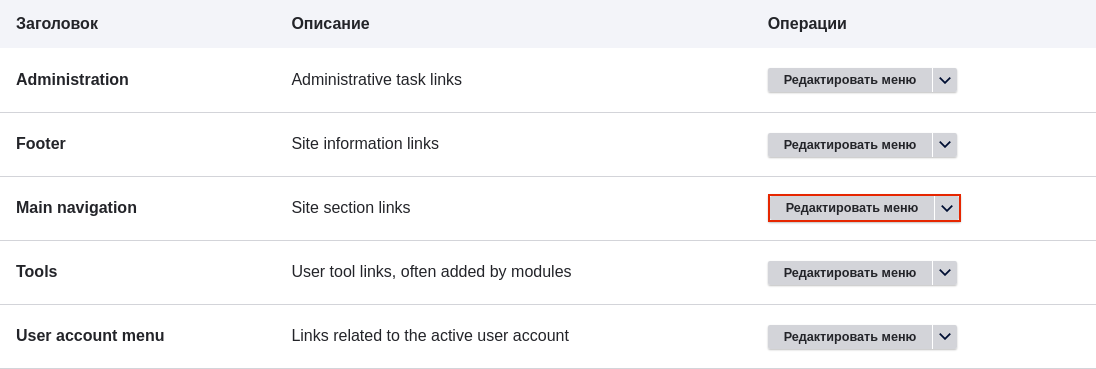 Заголовок Описание Операции
Administration Administrative task links Редактировать меню
Footer Site information links Редактировать меню
Main navigation Site section links Редактировать меню
Tools User tool links, often added by modules Редактировать меню
User account menu Links related to the active user account Редактировать меню